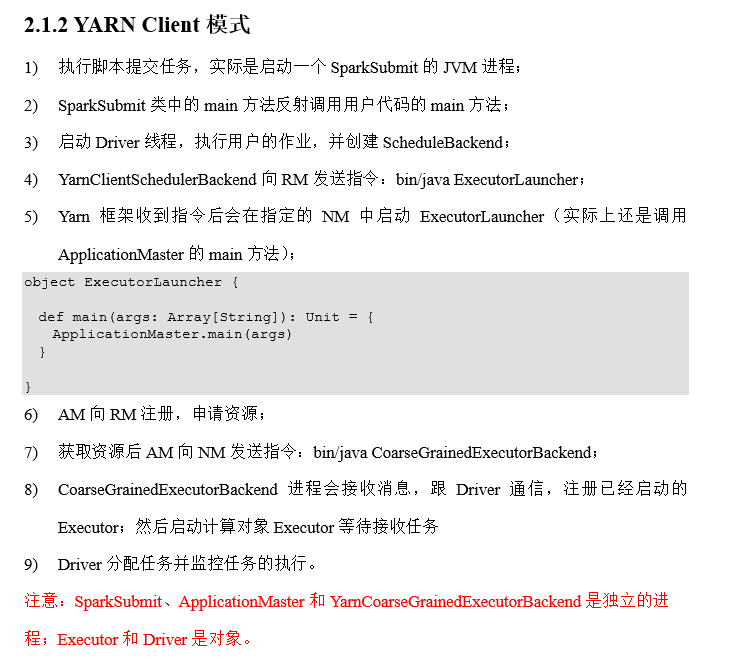 2.1.2 YARN Client 模式
1) 执行脚本提交任务，实际是启动一个 SparkSubmit 的 JVM 进程；
2) SparkSubmit 类中的 main 方法反射调用用户代码的 main 方法；
3) 启动 Driver 线程，执行用户的作业，并创建 ScheduleBackend；
4) YarnClientSchedulerBackend 向 RM 发送指令：bin/java ExecutorLauncher；
5) Yarn 框架收到指令后会在指定的 NM 中启动 ExecutorLauncher（实际上还是调用
ApplicationMaster 的 main 方法）；
object ExecutorLauncher {
def main(args: Array[String]): Unit = {
ApplicationMaster.main(args)
}
}
6) AM 向 RM 注册，申请资源；
7) 获取资源后 AM 向 NM 发送指令：bin/java CoarseGrainedExecutorBackend；
8) CoarseGrainedExecutorBackend 进程会接收消息，跟 Driver 通信，注册已经启动的
Executor；然后启动计算对象 Executor 等待接收任务
9) Driver 分配任务并监控任务的执行。
注意：SparkSubmit、ApplicationMaster 和 YarnCoarseGrainedExecutorBackend 是独立的进
程；Executor 和 Driver 是对象。